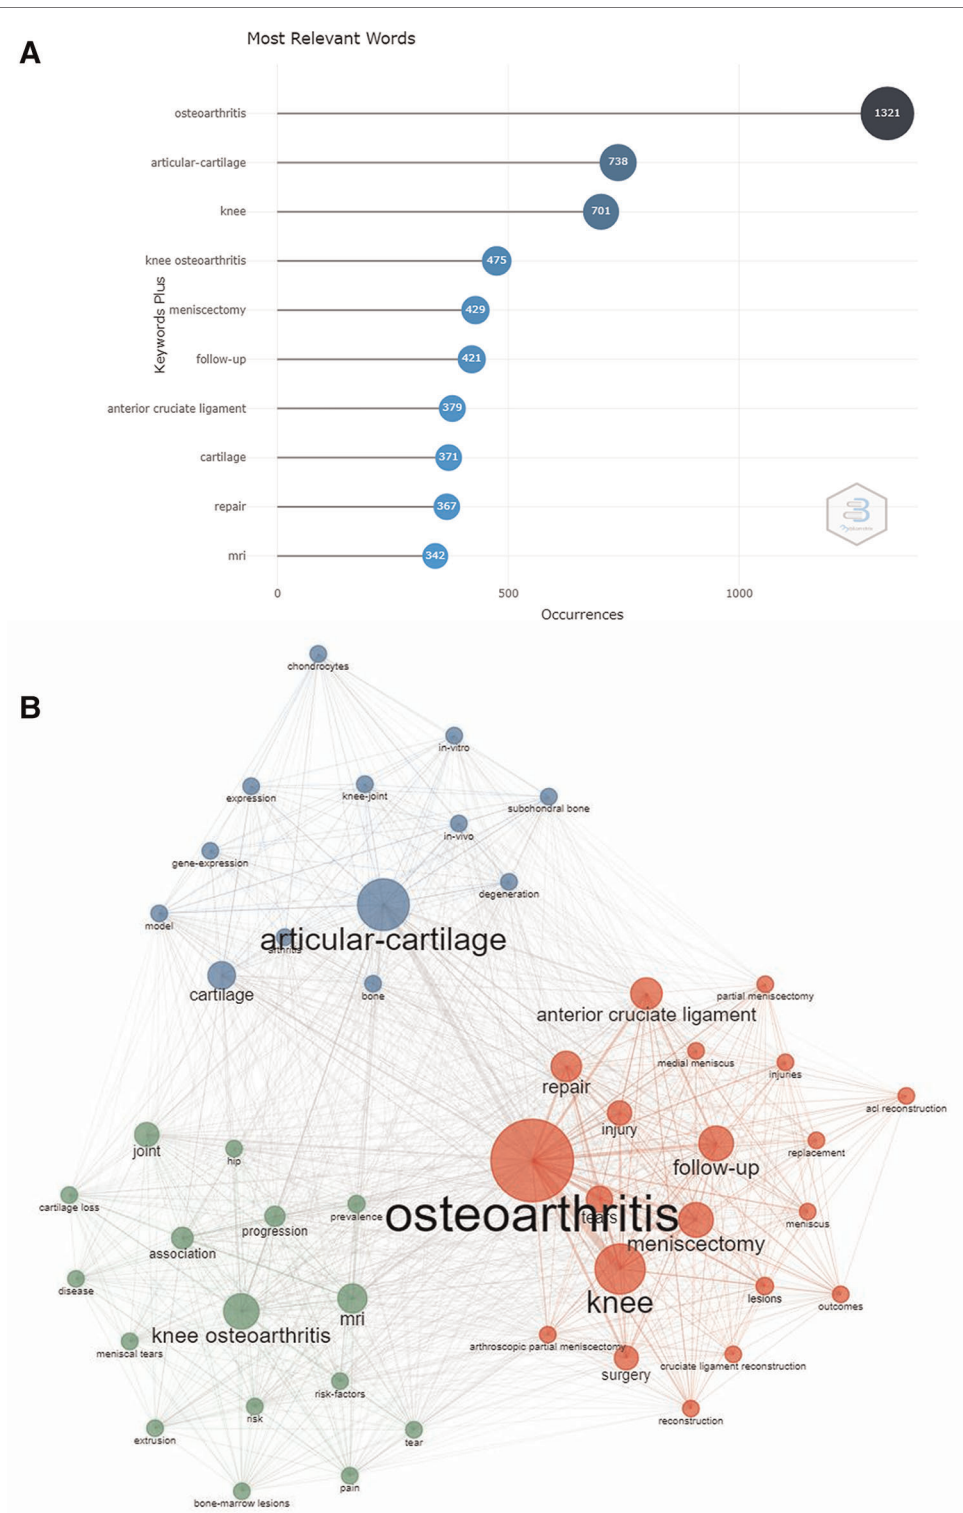 A
Most Relevant Words
Keywords Plus
osteoarthritis
1321
articular-cartilage
738
knee
701
knee osteoarthritis
475
meniscectomy
429
follow-up
421
anterior cruciate ligament
379
cartilage
371
repair
367
mri
342
0 500 1000
Occurrences
B
chondrocytes
in-vitro
expression
knee-joint
subchondral bone
in-vivo
gene-expression
degeneration
model
articular-cartilage
arthritis
cartilage
bone
anterior cruciate ligament
partial meniscectomy
medial meniscus
injuries
repair
acl reconstruction
injury
joint
hip
follow-up
replacement
cartilage loss
prevalence
osteoarthritis
tears
meniscus
progression
association
meniscectomy
disease
knee
lesions
outcomes
mri
knee osteoarthritis
meniscal tears
arthroscopic partial meniscectomy
cruciate ligament reconstruction
surgery
risk-factors
risk
reconstruction
extrusion
tear
pain
bone-marrow lesions